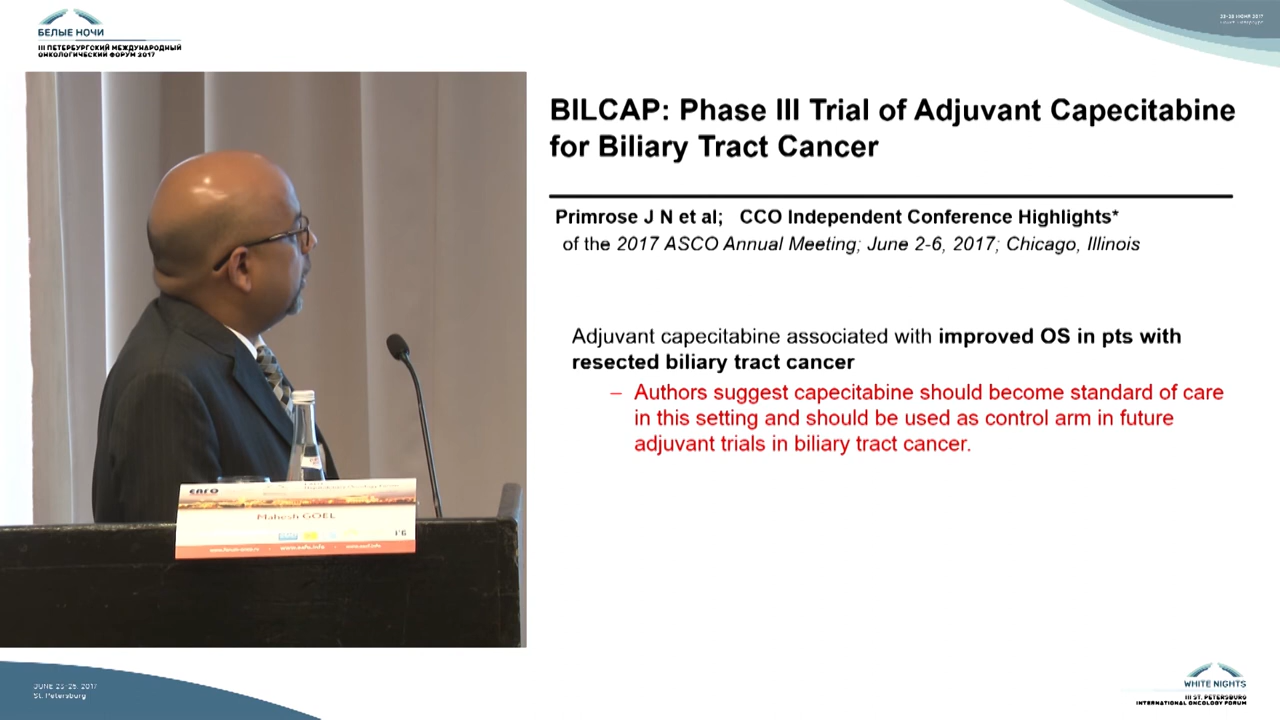 БЕЛЫЕ НОЧИ
III ПЕТЕРБУРГСКИЙ МЕЖДУНАРОДНЫЙ
ОНКОЛОГИЧЕСКИЙ ФОРУМ 2017
BILCAP: Phase III Trial of Adjuvant Capecitabine
for Biliary Tract Cancer
Primrose J N et al; CCO Independent Conference Highlights*
of the 2017 ASCO Annual Meeting; June 2-6, 2017; Chicago, Illinois
Adjuvant capecitabine associated with improved OS in pts with
resected biliary tract cancer
– Authors suggest capecitabine should become standard of care
in this setting and should be used as control arm in future
adjuvant trials in biliary tract cancer.
Mahesh GOEL
JUNE 23-25, 2017
St. Petersburg
WHITE NIGHTS
III ST. PETERSBURG
INTERNATIONAL ONCOLOGY FORUM